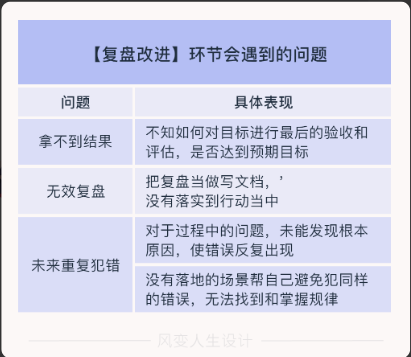 【复盘改进】环节会遇到的问题
问题
具体表现
拿不到结果
不知如何对目标进行最后的验收和
评估，是否达到预期目标
无效复盘
把复盘当做写文档，’
没有落实到行动当中
未来重复犯错
对于过程中的问题，未能发现根本
原因，使错误反复出现
没有落地的场景帮自己避免犯同样
的错误，无法找到和掌握规律
风变人生设计